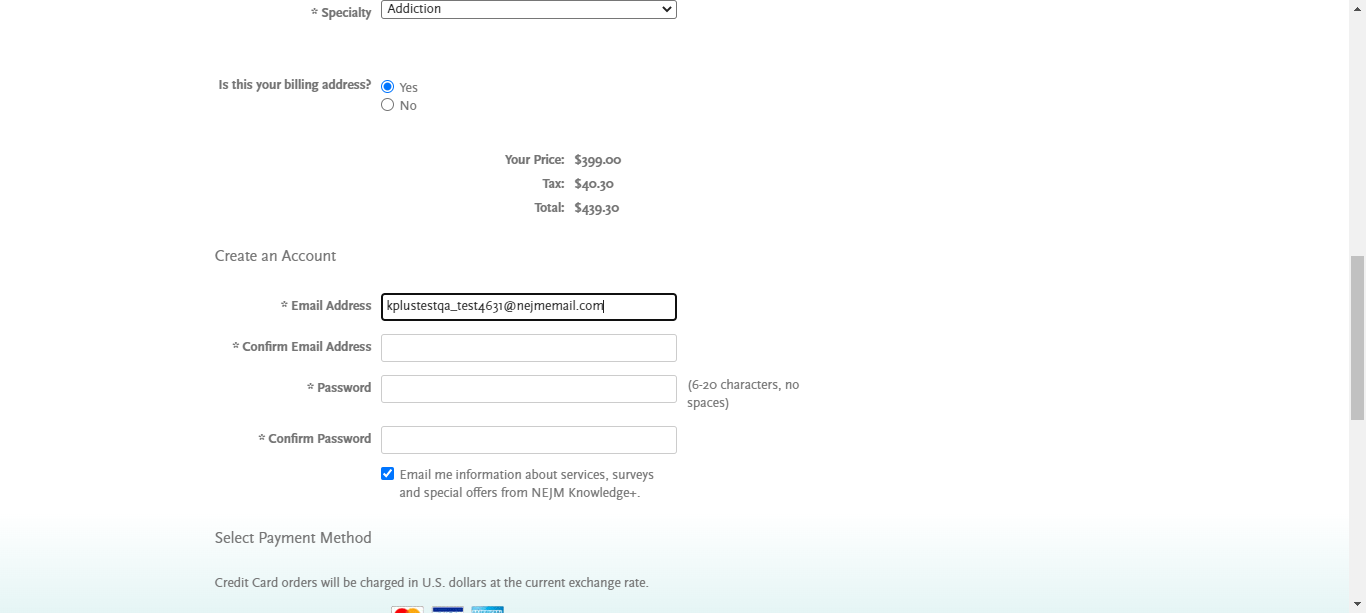 * Specialty Addiction
Is this your billing address? Yes
No
Your Price: $399.00
Tax: $40.30
Total: $439.30
Create an Account
* Email Address kplustestqa_test4631@nejmemail.com
* Confirm Email Address
* Password (6-20 characters, no
spaces)
* Confirm Password
Email me information about services, surveys
and special offers from NEJM Knowledge+.
Select Payment Method
Credit Card orders will be charged in U.S. dollars at the current exchange rate.